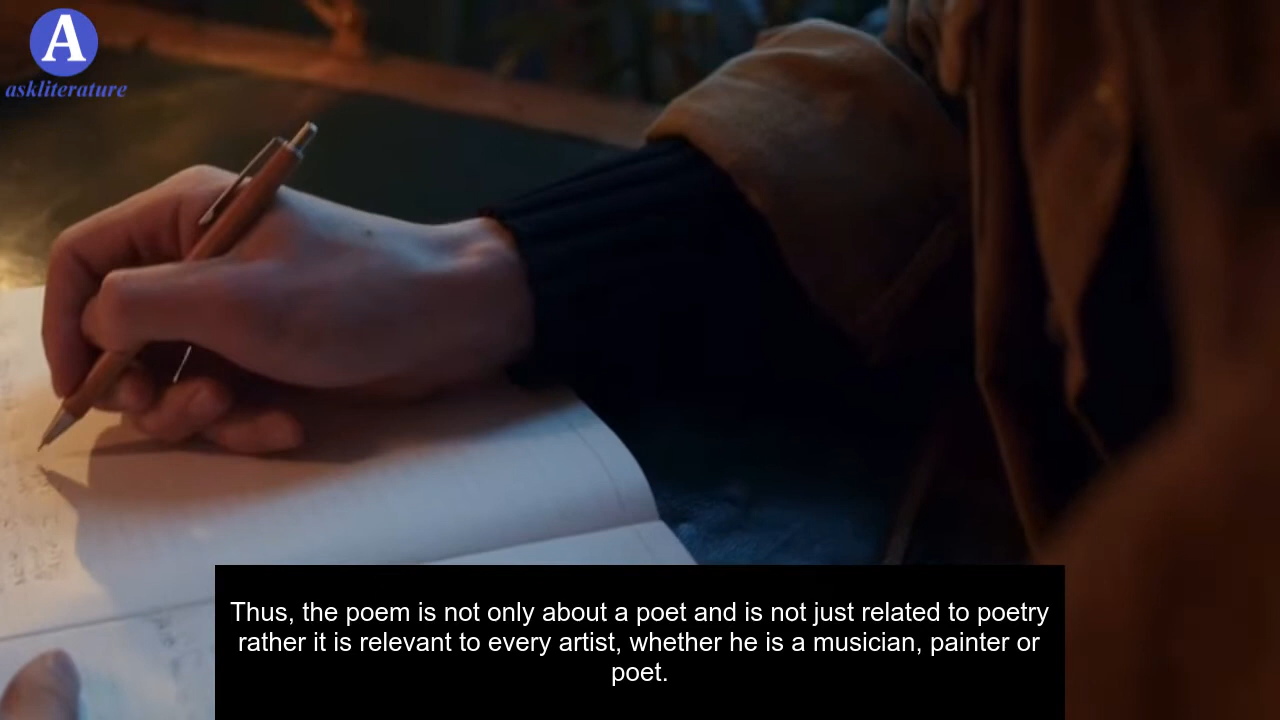 A
askliterature
Thus, the poem is not only about a poet and is not just related to poetry
rather it is relevant to every artist, whether he is a musician, painter or
poet.